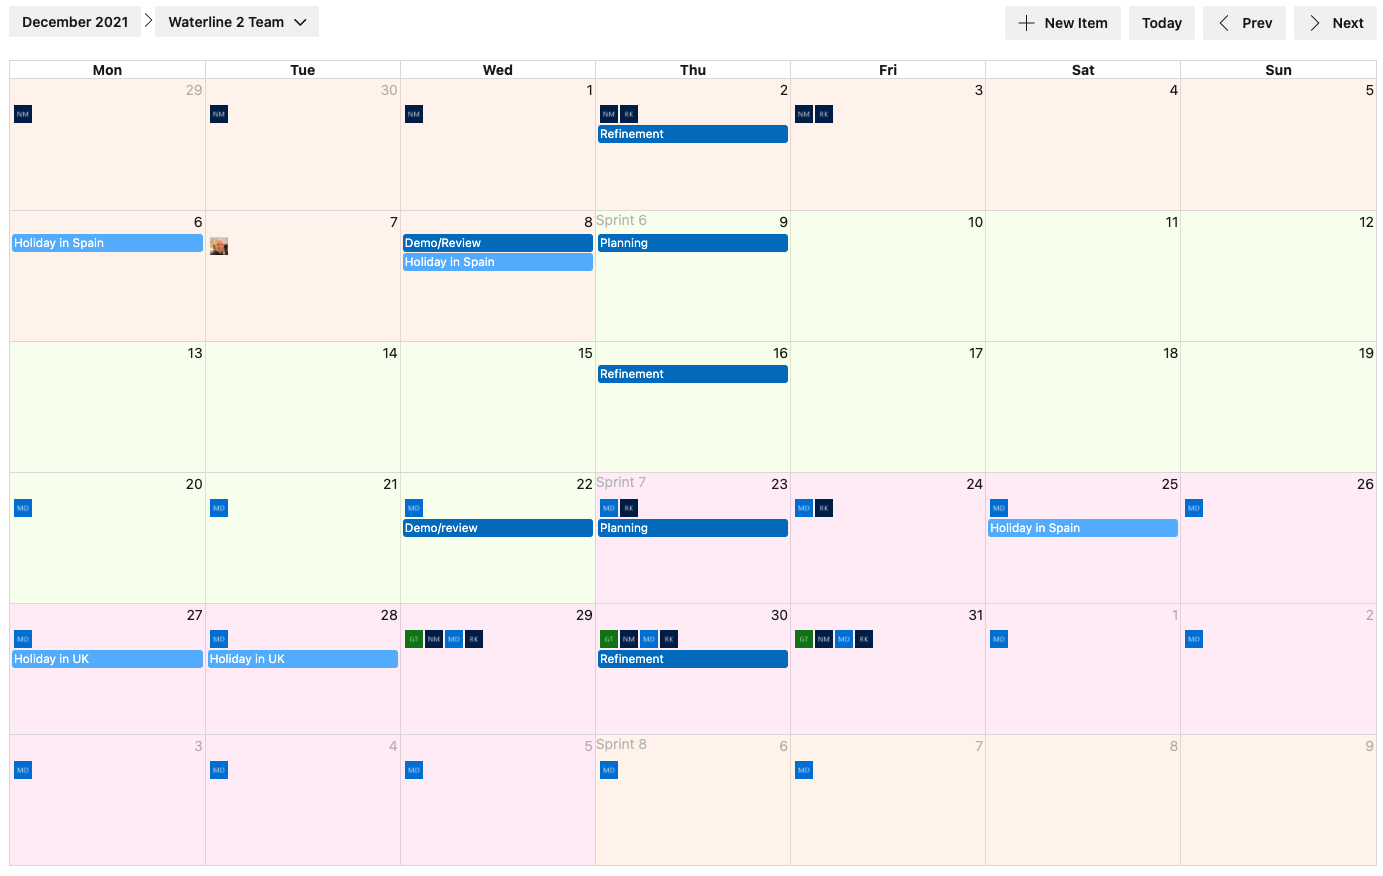 December 2021
Waterline 2 Team
New Item
Today
Prev
Next
Mon Tue Wed Thu Fri Sat Sun
29 30 1 2 3 4 5
NM NM NM NM RK NM RK
Refinement
6 7 8 Sprint 6 9 10 11 12
Holiday in Spain Demo/Review Planning
Holiday in Spain
13 14 15 16 17 18 19
Refinement
20 21 22 Sprint 7 23 24 25 26
MD MD MD MD RK MD RK MD MD
Demo/review Planning Holiday in Spain
27 28 29 30 31 1 2
MD MD GT NM MD RK GT NM MD RK GT NM MD RK MD MD
Holiday in UK Holiday in UK Refinement
3 4 5 Sprint 8 6 7 8 9
MD MD MD MD MD